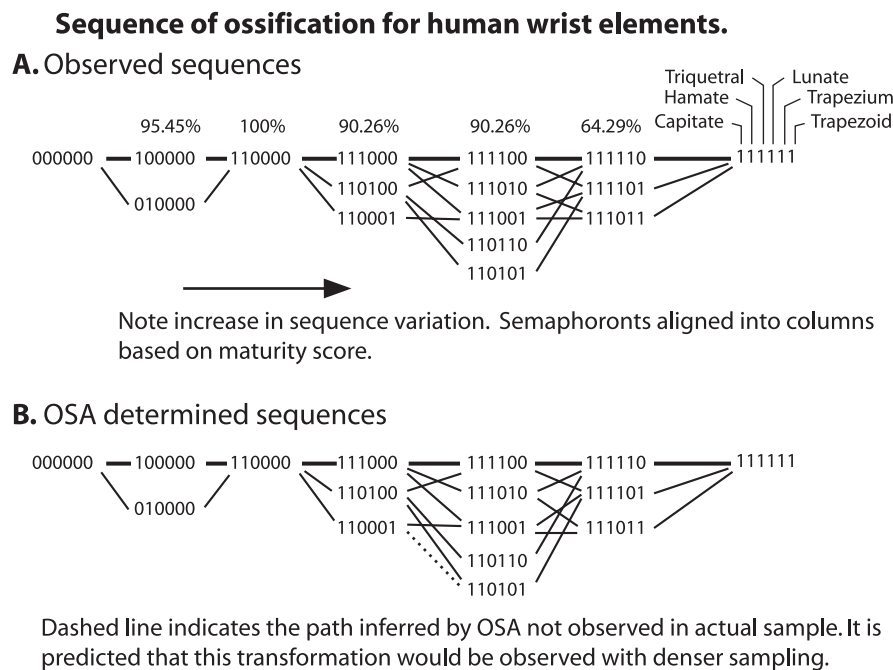 Sequence of ossification for human wrist elements.
A. Observed sequences
Triquetral Lunate
Hamate Trapezium
Capitate Trapezoid
95.45% 100% 90.26% 90.26% 64.29%
000000 100000 110000 111000 111100 111110 111111
110100 111010 111101
010000
110001 111001 111011
110110
110101
Note increase in sequence variation. Semaphoronts aligned into columns
based on maturity score.
B. OSA determined sequences
000000 100000 110000 111000 111100 111110 111111
110100 111010 111101
010000
110001 111001 111011
110110
110101
Dashed line indicates the path inferred by OSA not observed in actual sample. It is
predicted that this transformation would be observed with denser sampling.